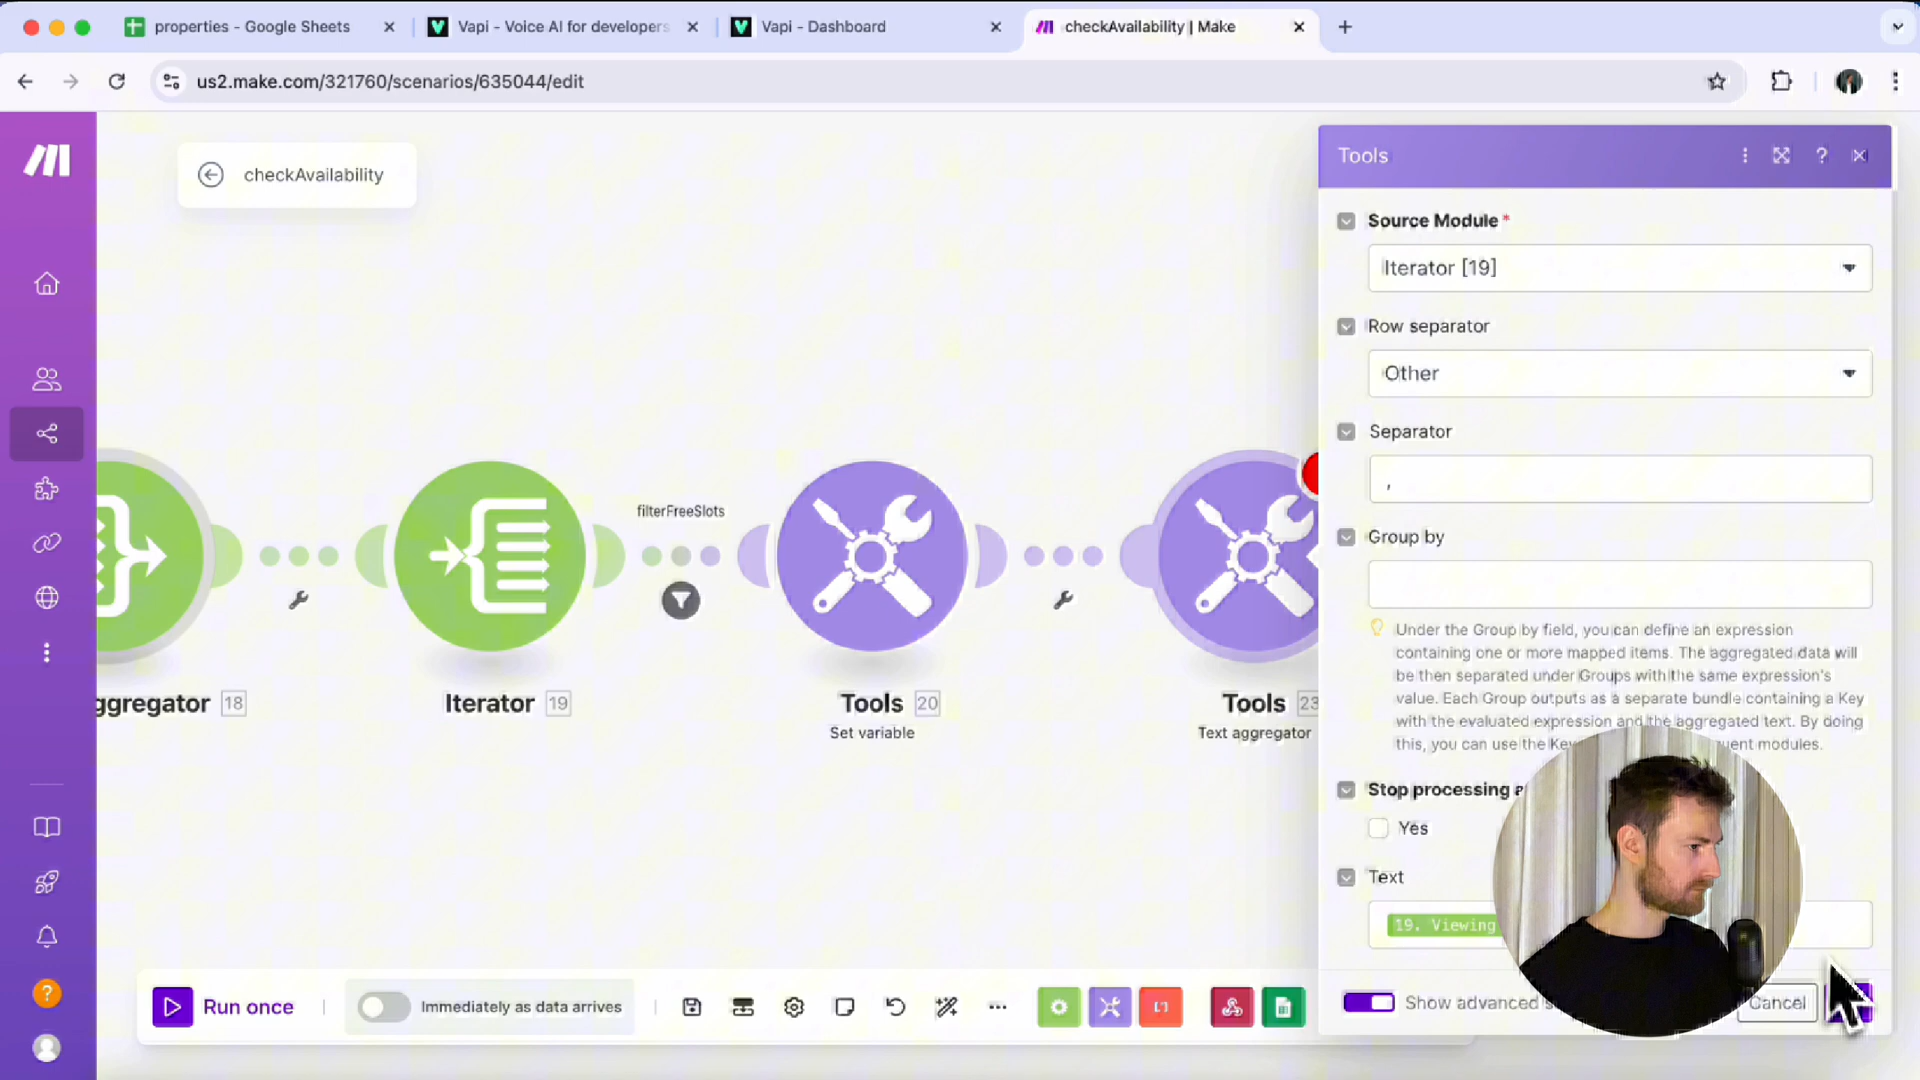 properties - Google Sheets
Vapi - Voice AI for developers
Vapi - Dashboard
checkAvailability | Make
us2.make.com/321760/scenarios/635044/edit
checkAvailability
Tools
Source Module *
Iterator [19]
Row separator
Other
Separator
,
Group by
Under the Group by field, you can define an expression
containing one or more mapped items. The aggregated data will
be then separated under Groups with the same expression's
value. Each Group outputs as a separate bundle containing a Key
with the evaluated expression and the aggregated text. By doing
this, you can use the Key
modules.
Stop processing
Yes
Text
19. Viewing
Show advanced
Cancel
filterFreeSlots
ggregator 18
Iterator 19
Tools 20
Set variable
Tools 23
Text aggregator
Run once
Immediately as data arrives